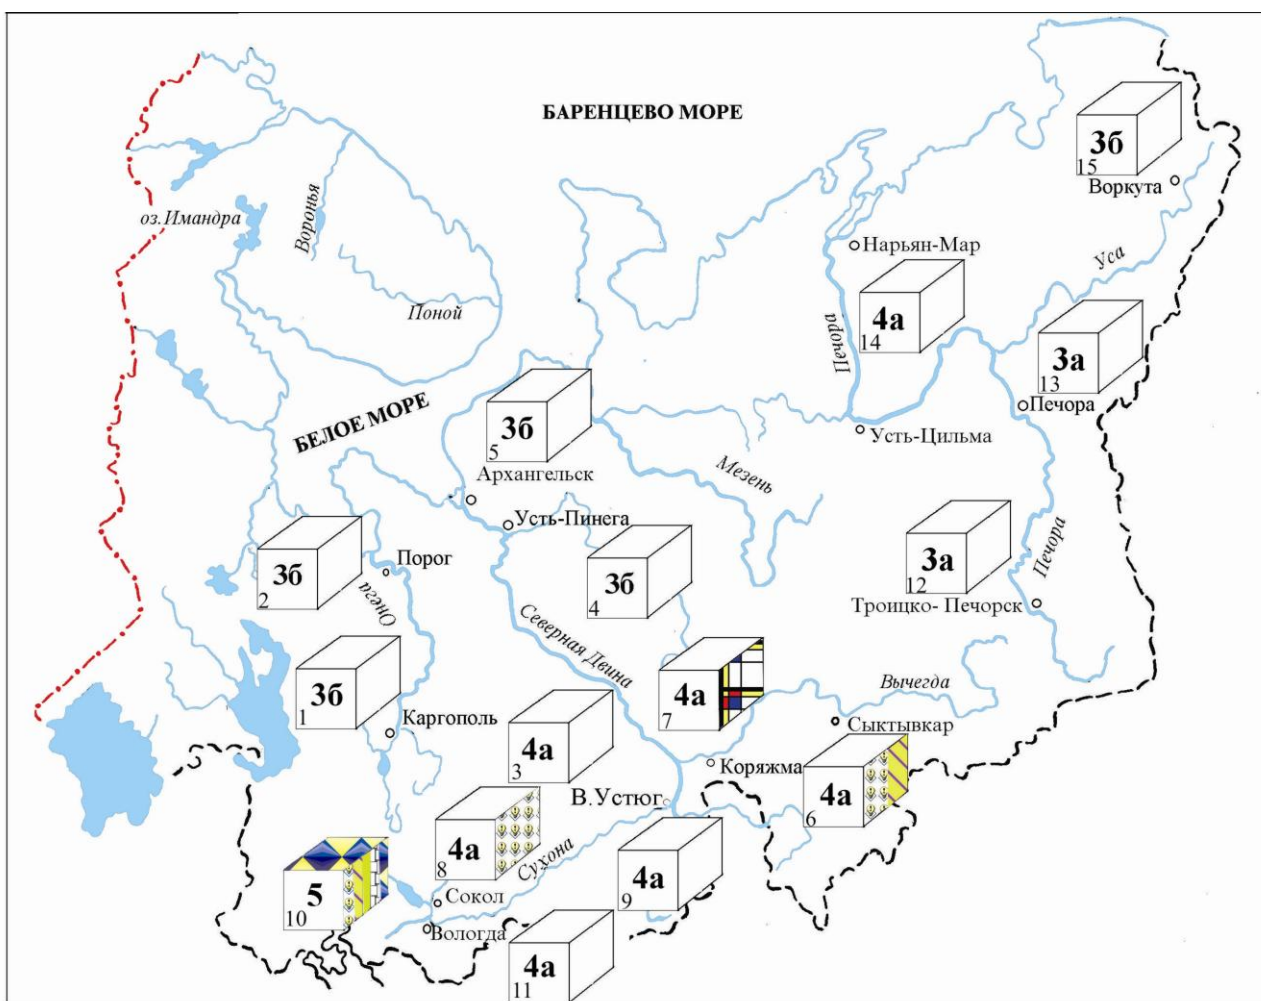 БАРЕНЦЕВО МОРЕ
3б
15
Воркута
оз.Имандра
Воронья
Нарьян-Мар
Уса
Поной
4а
14
Печора
3а
13
Печора
БЕЛОЕ МОРЕ
3б
5
Архангельск
Усть-Цильма
Мезень
Усть-Пинега
3б
2
Порог
Онега
3б
4
3а
12
Печора
Троицко- Печорск
Северная Двина
3б
1
Каргополь
4а
7
Вычегда
Сыктывкар
4а
3
Коряжма
4а
6
В.Устюг
4а
8
Сухона
4а
9
5
10
Сокол
Вологда
4а
11